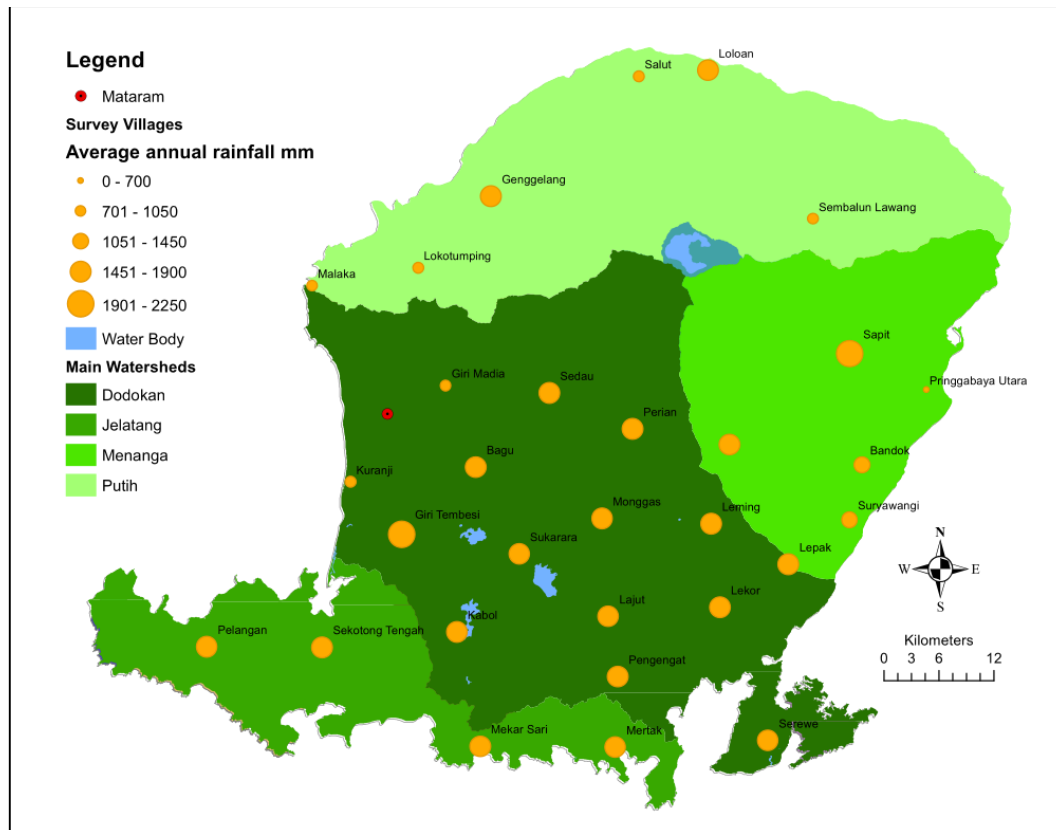 Legend
Mataram
Survey Villages
Average annual rainfall mm
0 - 700
701 - 1050
1051 - 1450
1451 - 1900
1901 - 2250
Water Body
Main Watersheds
Dodokan
Jelatang
Menanga
Putih
Loloan
Salut
Genggelang
Sembalun Lawang
Lokotumping
Malaka
Sapit
Giri Madia
Sedau
Pringgabaya Utara
Perian
Bagu
Bandok
Kuranji
Monggas
Leming
Suryawangi
Giri Tembesi
Sukarara
Lepak
N
W
E
S
Lajut
Lekor
Kabol
Pelangan
Sekotong Tengah
Kilometers
0 3 6 12
Pengengat
Mekar Sari
Mertak
Serewe